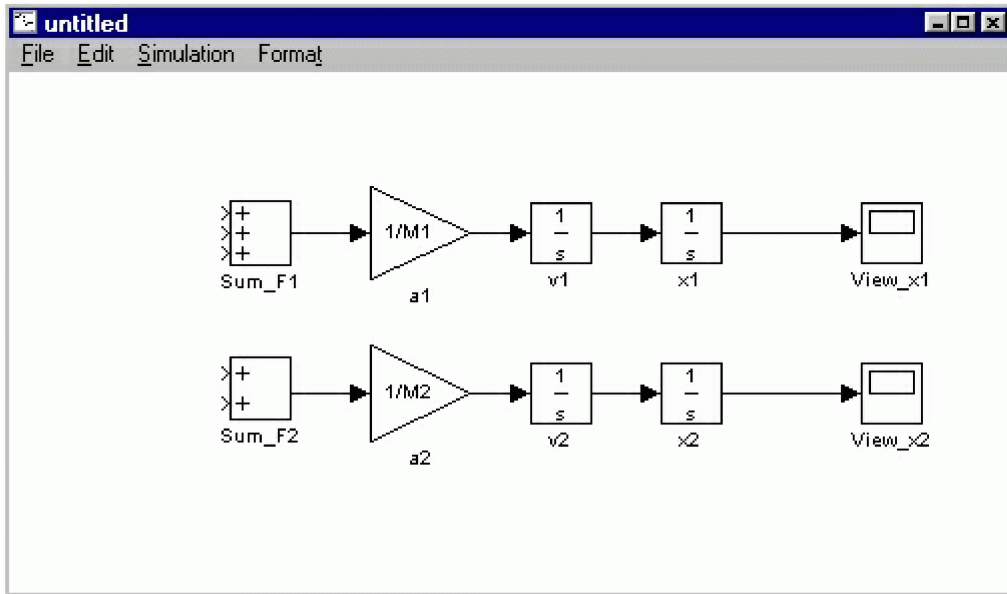 untitled
File Edit Simulation Format
+
+
+
Sum_F1
1/M1
a1
1
s
v1
1
s
x1
View_x1
+
+
Sum_F2
1/M2
a2
1
s
v2
1
s
x2
View_x2